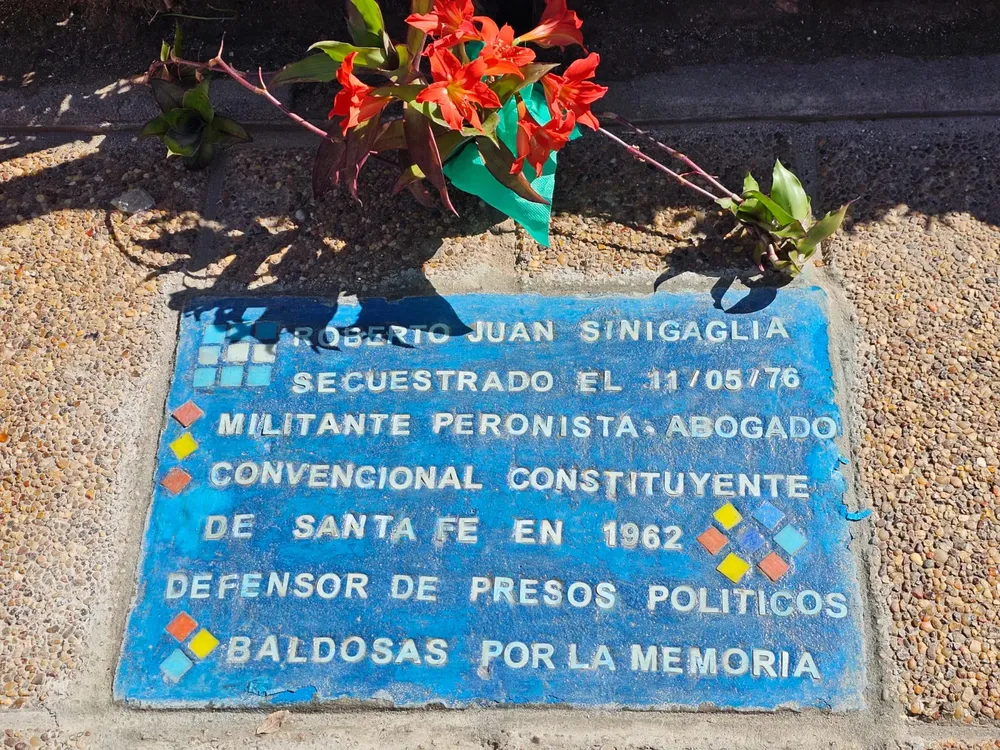 ROBERTO JUAN SINIGAGLIA
SECUESTRADO EL 11/05/76
MILITANTE PERONISTA. ABOGADO
CONVENCIONAL CONSTITUYENTE
DE SANTA FE EN 1962
DEFENSOR DE PRESOS POLITICOS
BALDOSAS POR LA MEMORIA